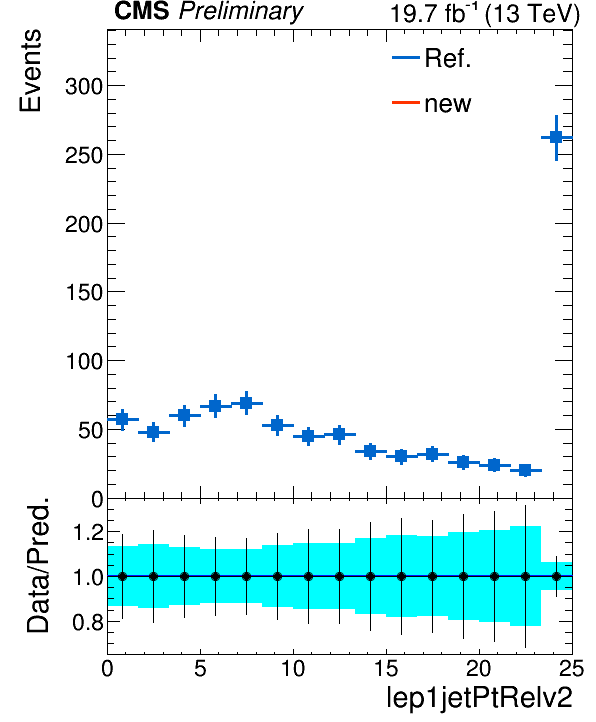 CMS Preliminary 19.7 fb⁻¹ (13 TeV)
Events
Ref.
new
300
250
200
150
100
50
0
Data/Pred.
1.2
1.0
0.8
0 5 10 15 20 25
lep1jetPtRelv2